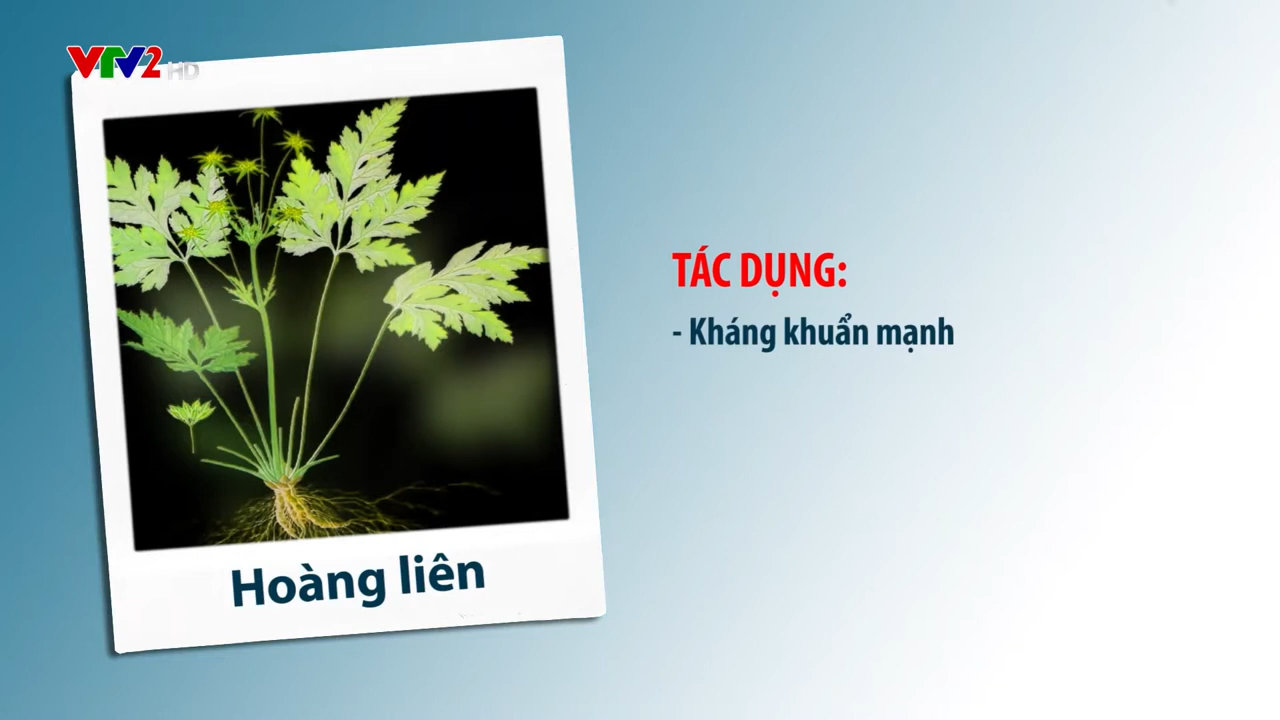 VTV2 HD
TÁC DỤNG:
- Kháng khuẩn mạnh
Hoàng liên